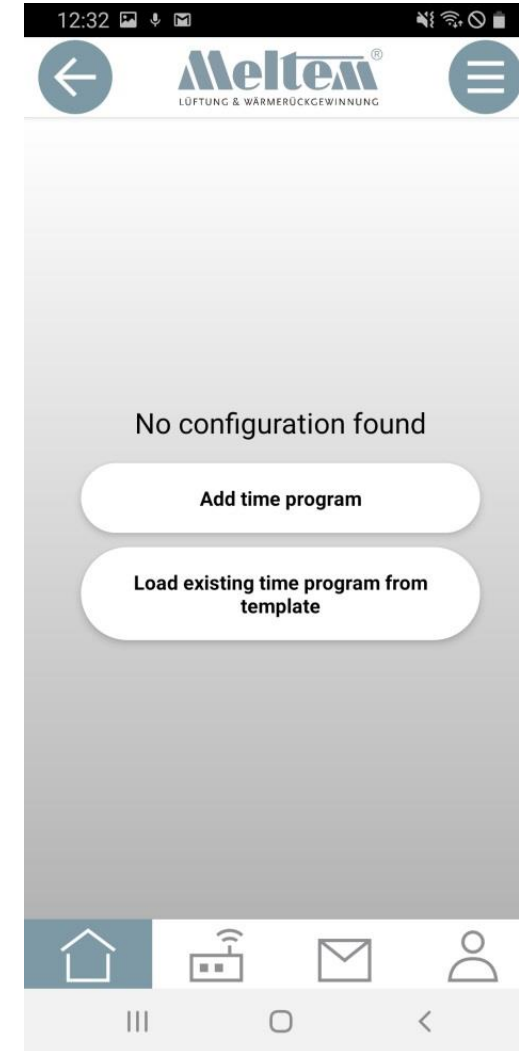 12:32
Meltem®
LÜFTUNG & WÄRMERÜCKGEWINNUNG
No configuration found
Add time program
Load existing time program from
template